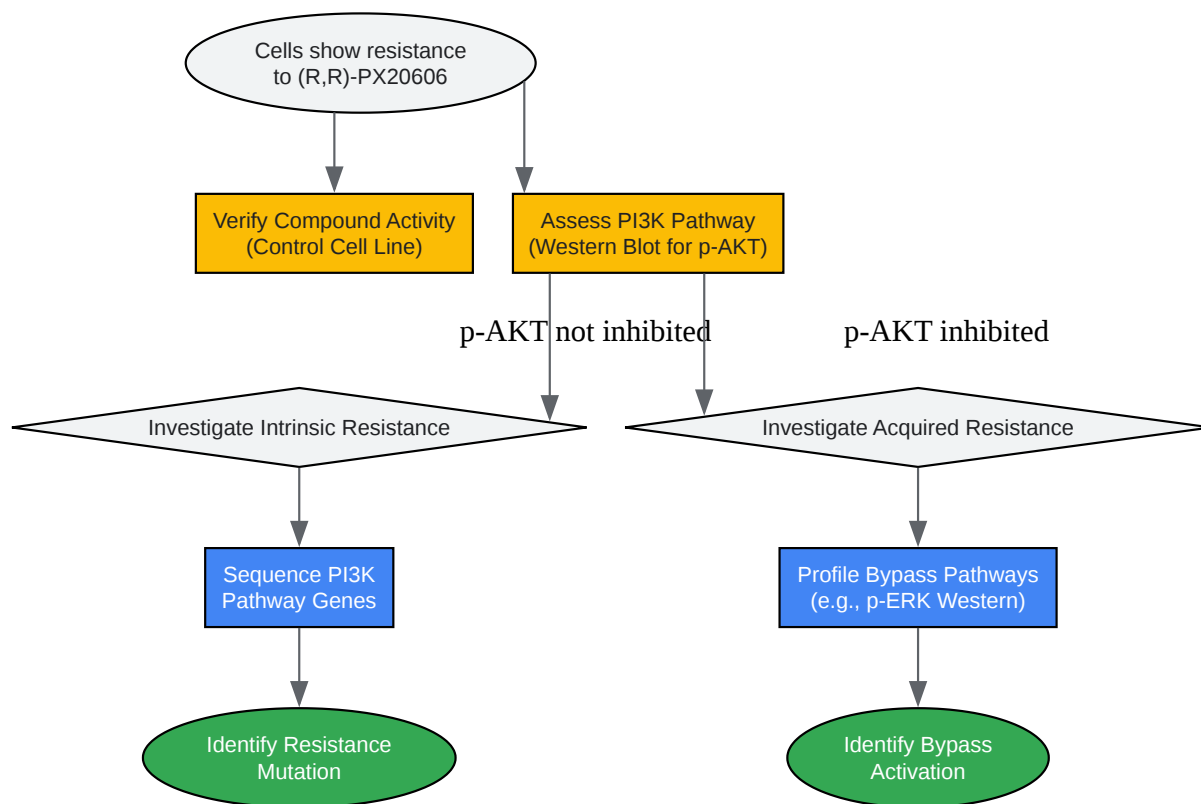 Cells show resistance
to (R,R)-PX20606
Verify Compound Activity
(Control Cell Line)
Assess PI3K Pathway
(Western Blot for p-AKT)
p-AKT not inhibited
p-AKT inhibited
Investigate Intrinsic Resistance
Investigate Acquired Resistance
Sequence PI3K
Pathway Genes
Profile Bypass Pathways
(e.g., p-ERK Western)
Identify Resistance
Mutation
Identify Bypass
Activation